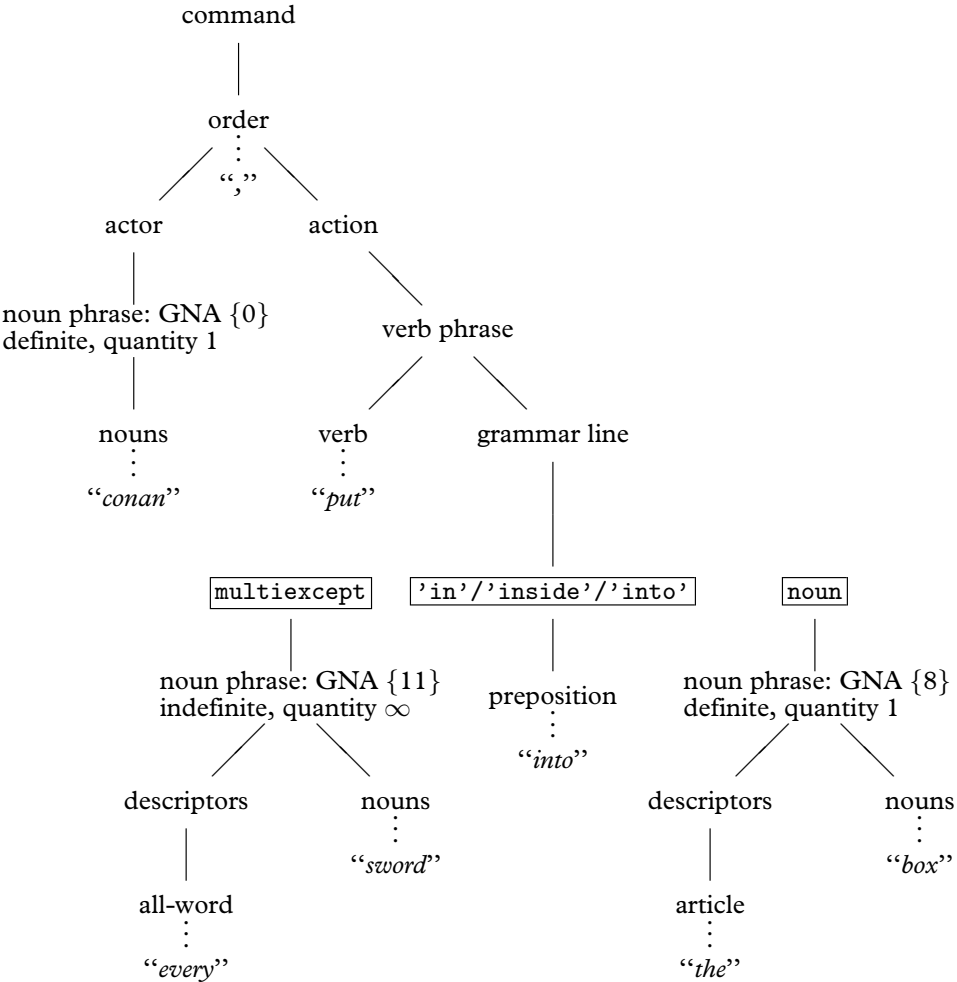 command
order
“,”
actor
action
noun phrase: GNA {0}
definite, quantity 1
verb phrase
nouns
verb
grammar line
“conan”
“put”
multiexcept
’in’/’inside’/’into’
noun
noun phrase: GNA {11}
indefinite, quantity ∞
preposition
noun phrase: GNA {8}
definite, quantity 1
“into”
descriptors
nouns
descriptors
nouns
“sword”
“box”
all-word
article
“every”
“the”